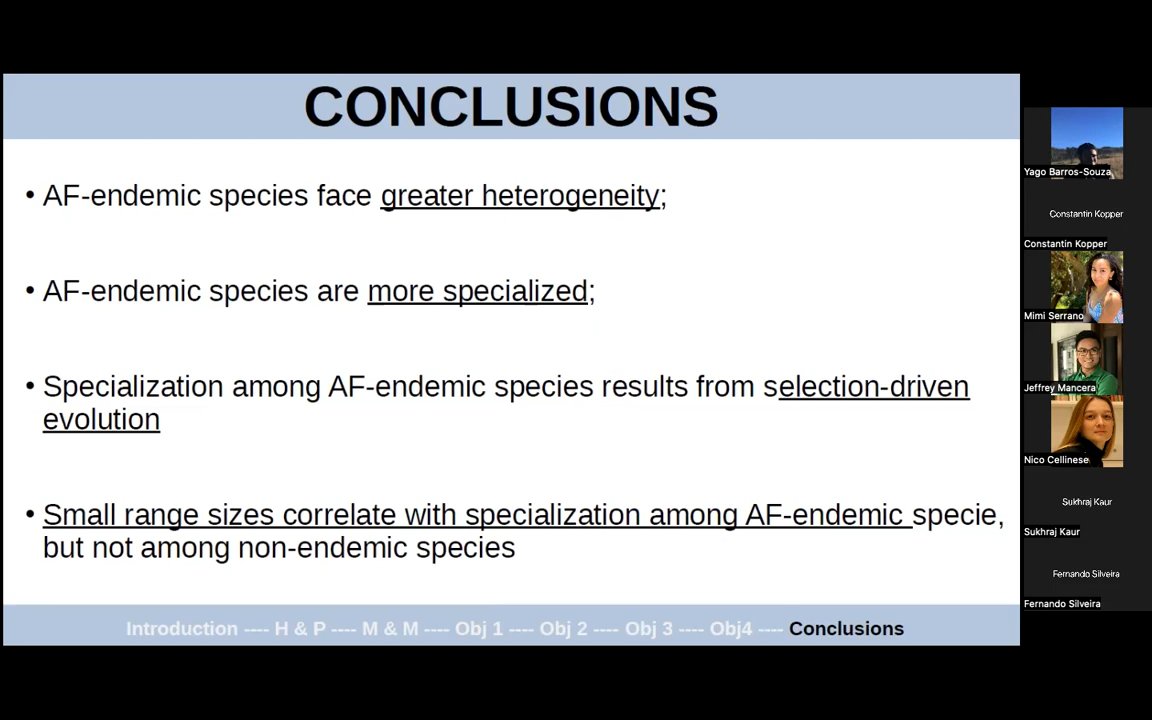 CONCLUSIONS
• AF-endemic species face greater heterogeneity;
• AF-endemic species are more specialized;
• Specialization among AF-endemic species results from selection-driven
evolution
• Small range sizes correlate with specialization among AF-endemic specie,
but not among non-endemic species
Introduction ---- H & P ---- M & M ---- Obj 1 ---- Obj 2 ---- Obj 3 ---- Obj4 ---- Conclusions
Yago Barros-Souza
Constantin Kopper
Constantin Kopper
Mimi Serrano
Jeffrey Mancera
Nico Cellinese
Sukhraj Kaur
Sukhraj Kaur
Fernando Silveira
Fernando Silveira